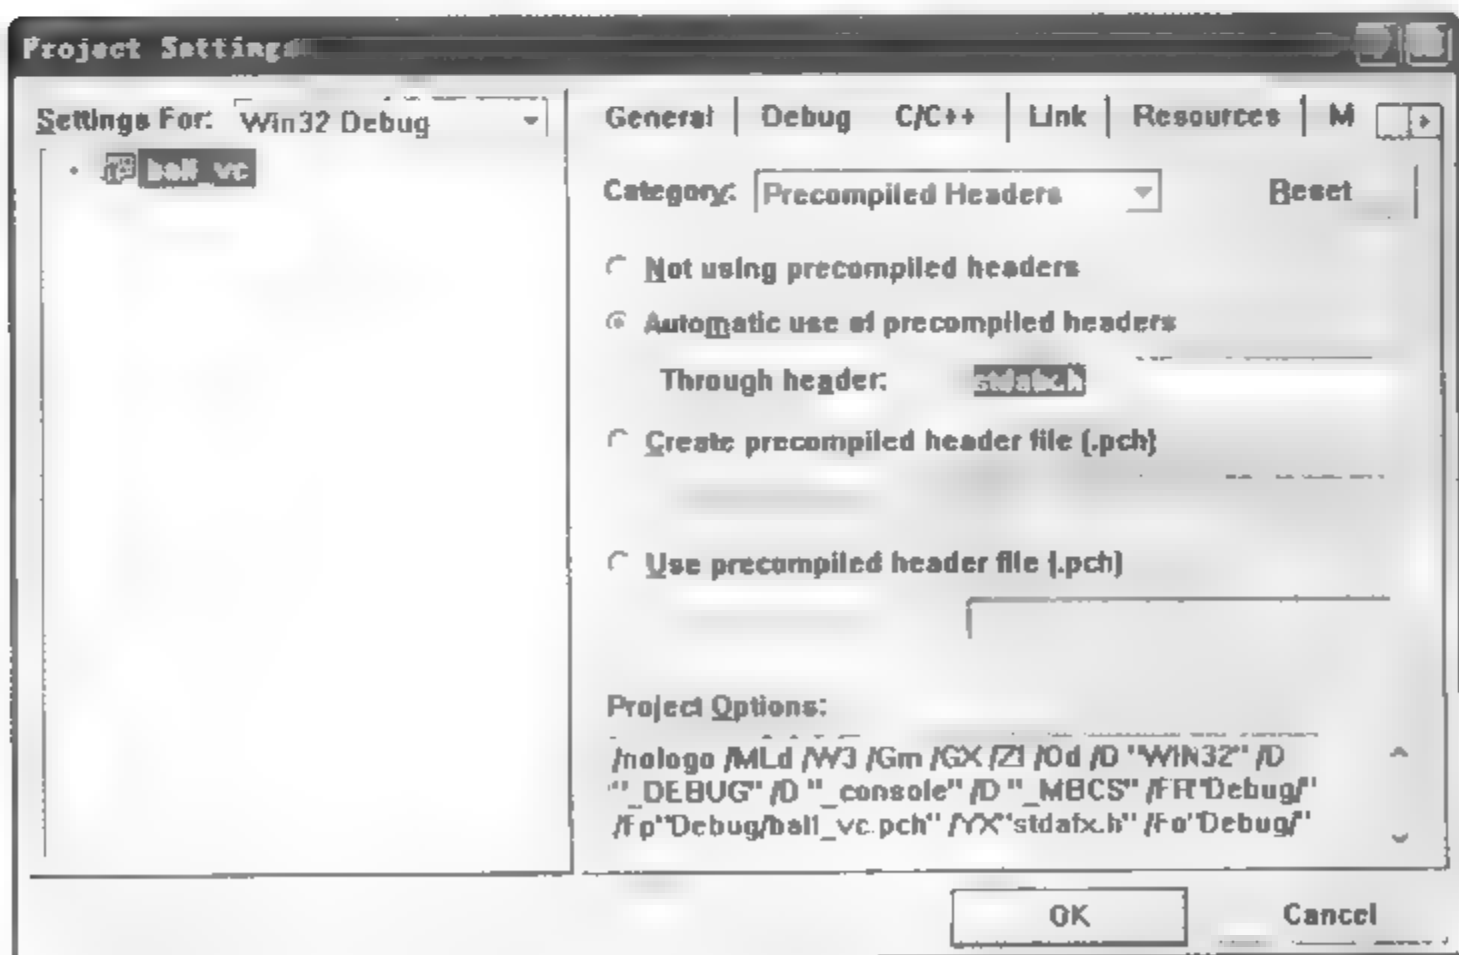 Project Settings
Settings For: Win32 Debug
ball_vc
General Debug C/C++ Link Resources M
Category: Precompiled Headers Reset
Not using precompiled headers
Automatic use of precompiled headers
Through header: stdafx.h
Create precompiled header file (.pch)
Use precompiled header file (.pch)
Project Options:
/nologo /MLd /W3 /Gm /GX /ZI /Od /D "WIN32" /D
"_DEBUG" /D "_console" /D "_MBCS" /FR"Debug/"
/Fp"Debug/ball_vc.pch" /YX"stdafx.h" /Fo"Debug/"
OK Cancel